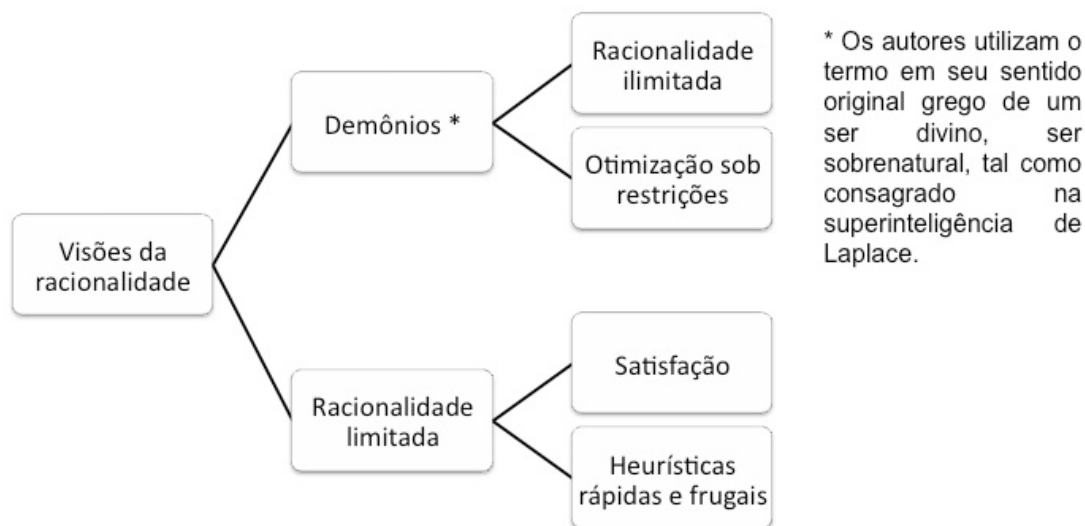 Visões da
racionalidade
Demônios *
Racionalidade
ilimitada
Otimização sob
restrições
Racionalidade
limitada
Satisfação
Heurísticas
rápidas e frugais
* Os autores utilizam o
termo em seu sentido
original grego de um
ser divino, ser
sobrenatural, tal como
consagrado na
superinteligência de
Laplace.